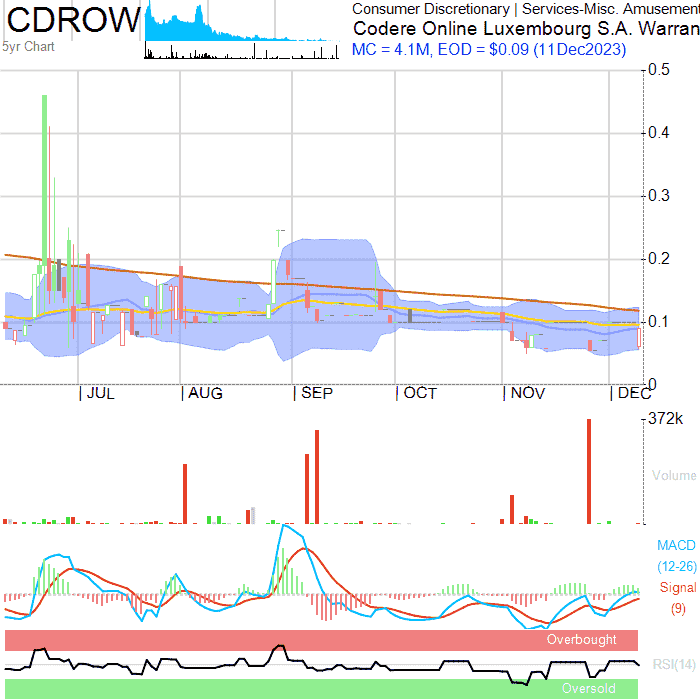 CDROW
5yr Chart
Consumer Discretionary | Services-Misc. Amusement
Codere Online Luxembourg S.A. Warran
MC = 4.1M, EOD = $0.09 (11Dec2023)
0.5
0.4
0.3
0.2
0.1
0
JUL
AUG
SEP
OCT
NOV
DEC
372k
Volume
MACD
(12-26)
Signal
(9)
Overbought
RSI(14)
Oversold